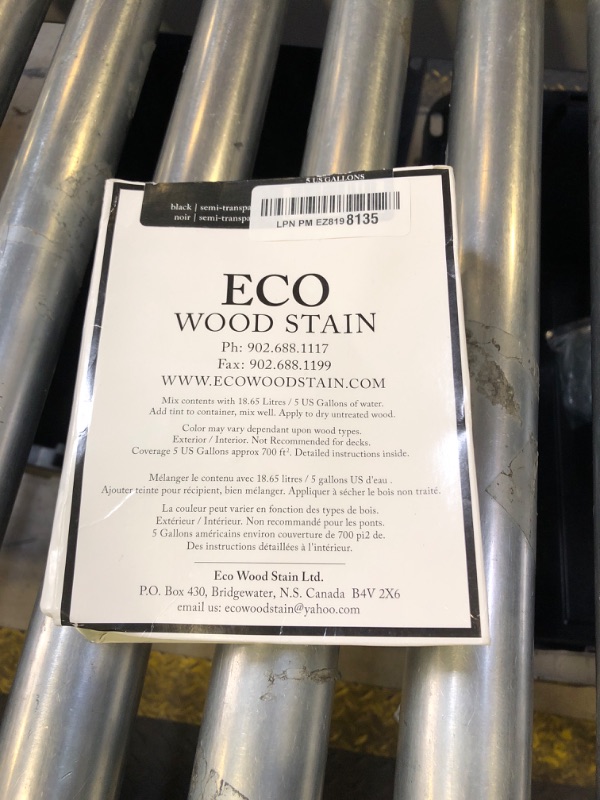 5 US GALLONS
black | semi-transpa
noir | semi-transpa
LPN PM EZ819 8135
ECO
WOOD STAIN
Ph: 902.688.1117
Fax: 902.688.1199
WWW.ECOWOODSTAIN.COM
Mix contents with 18.65 Litres / 5 US Gallons of water.
Add tint to container, mix well. Apply to dry untreated wood.
Color may vary dependant upon wood types.
Exterior / Interior. Not Recommended for decks.
Coverage 5 US Gallons approx 700 ft². Detailed instructions inside.
Mélanger le contenu avec 18.65 litres / 5 gallons US d'eau .
Ajouter teinte pour récipient, bien mélanger. Appliquer à sécher le bois non traité.
La couleur peut varier en fonction des types de bois.
Extérieur / Intérieur. Non recommandé pour les ponts.
5 Gallons américains environ couverture de 700 pi2 de.
Des instructions détaillées à l'intérieur.
Eco Wood Stain Ltd.
P.O. Box 430, Bridgewater, N.S. Canada B4V 2X6
email us: ecowoodstain@yahoo.com